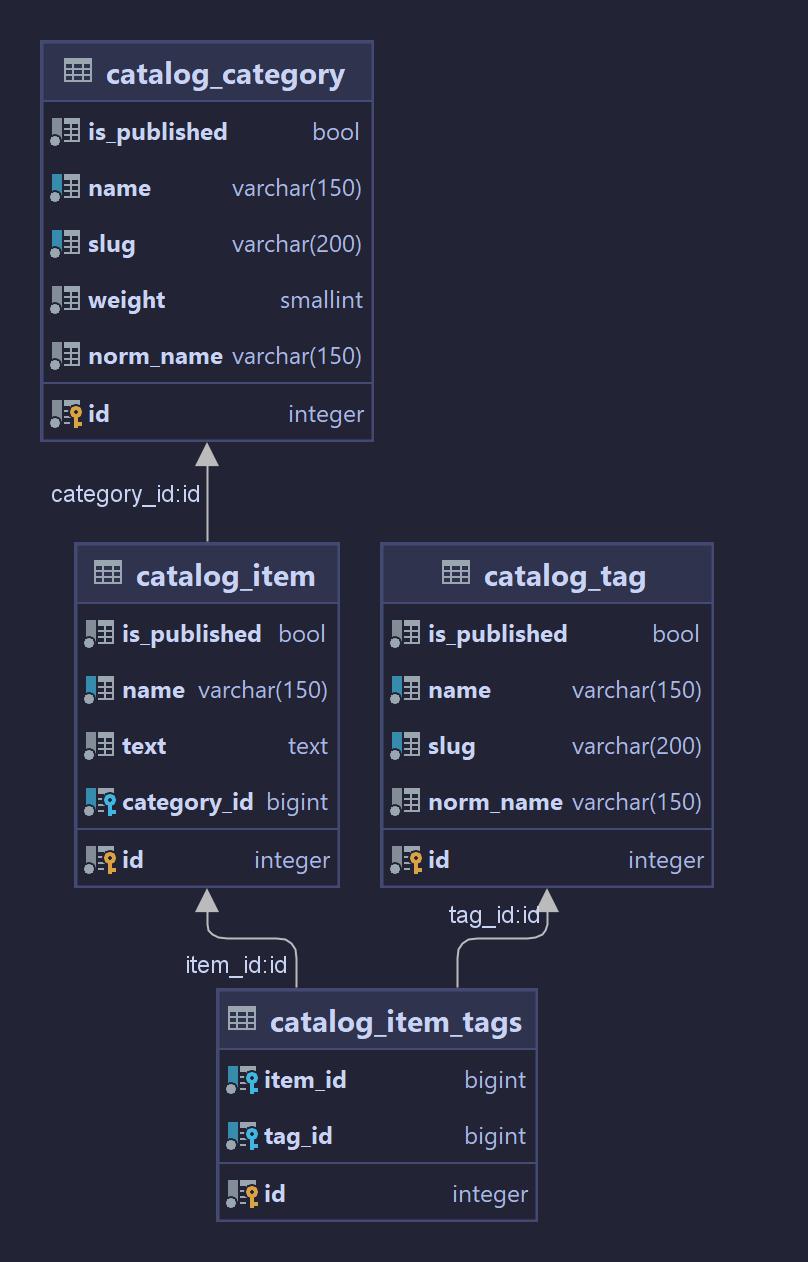 catalog_category
is_published bool
name varchar(150)
slug varchar(200)
weight smallint
norm_name varchar(150)
id integer
category_id:id
catalog_item
is_published bool
name varchar(150)
text text
category_id bigint
id integer
catalog_tag
is_published bool
name varchar(150)
slug varchar(200)
norm_name varchar(150)
id integer
tag_id:id
item_id:id
catalog_item_tags
item_id bigint
tag_id bigint
id integer